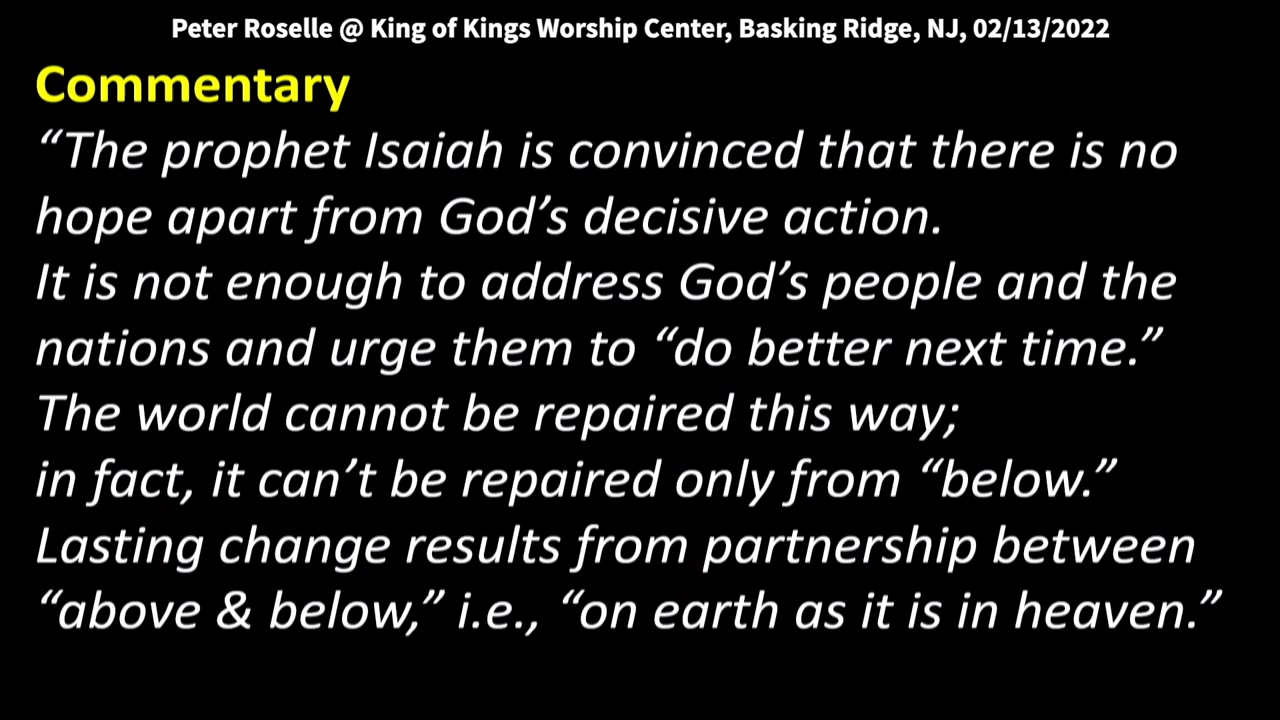 Peter Roselle @ King of Kings Worship Center, Basking Ridge, NJ, 02/13/2022
Commentary
“The prophet Isaiah is convinced that there is no
hope apart from God’s decisive action.
It is not enough to address God’s people and the
nations and urge them to “do better next time.”
The world cannot be repaired this way;
in fact, it can’t be repaired only from “below.”
Lasting change results from partnership between
“above & below,” i.e., “on earth as it is in heaven.”